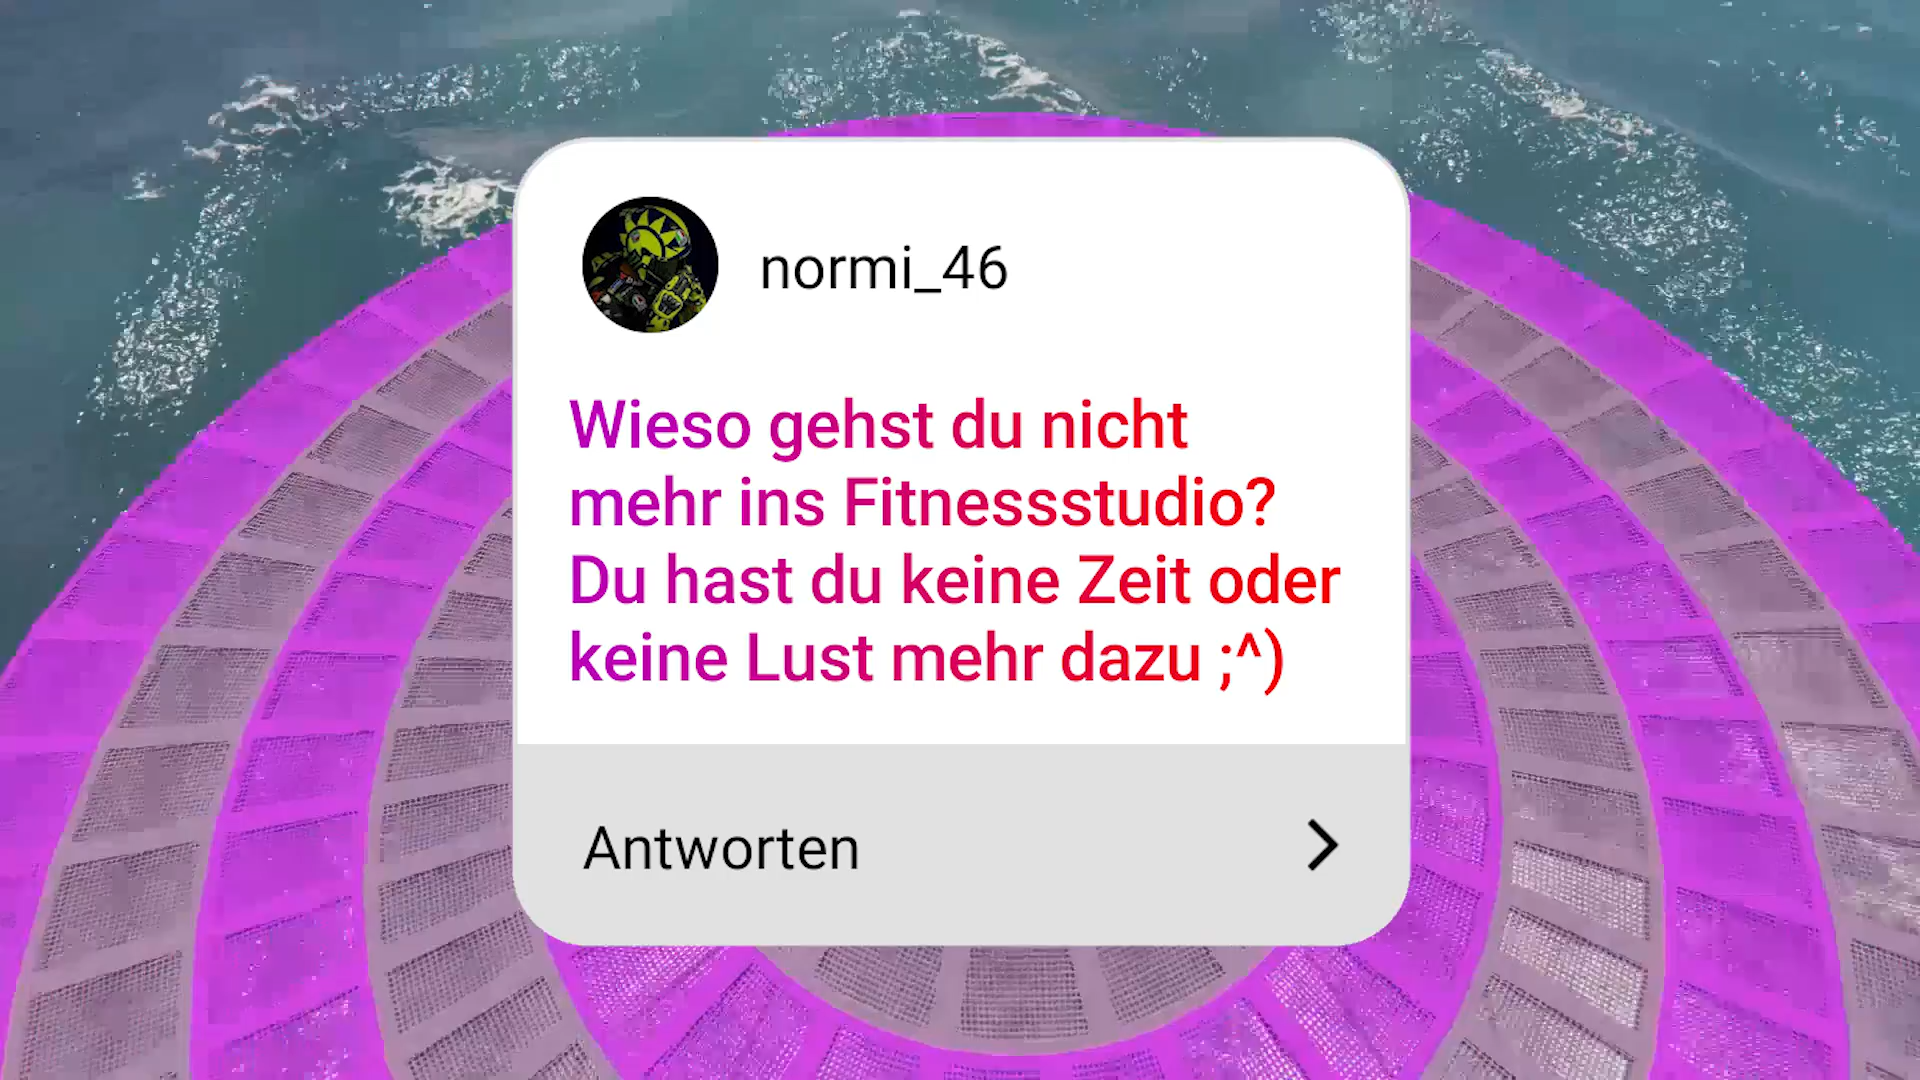 normi_46
Wieso gehst du nicht
mehr ins Fitnessstudio?
Du hast du keine Zeit oder
keine Lust mehr dazu ;^)
Antworten